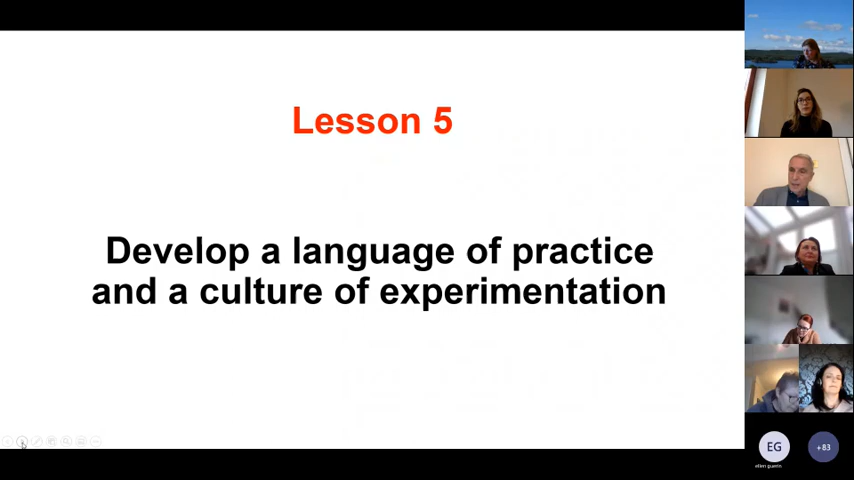 Lesson 5
Develop a language of practice
and a culture of experimentation
EG
+83